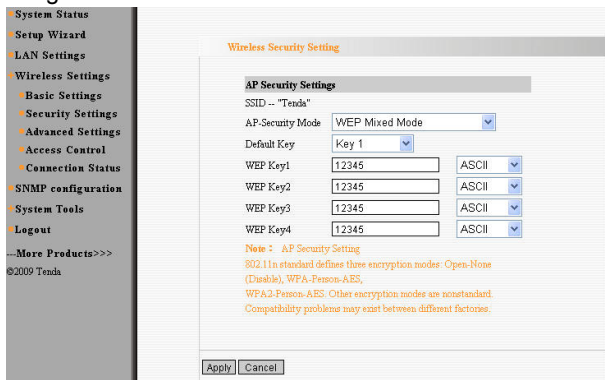 System Status
Setup Wizard
LAN Settings
Wireless Settings
Basic Settings
Security Settings
Advanced Settings
Access Control
Connection Status
SNMP configuration
System Tools
Logout
---More Products>>>
©2009 Tenda
Wireless Security Setting
AP Security Settings
SSID -- "Tenda"
AP-Security Mode WEP Mixed Mode
Default Key Key 1
WEP Key1 12345 ASCII
WEP Key2 12345 ASCII
WEP Key3 12345 ASCII
WEP Key4 12345 ASCII
Note: AP Security Setting
802.11n standard defines three encryption modes: Open-None
(Disable), WPA-Person-AES,
WPA2-Person-AES. Other encryption modes are nonstandard.
Compatibility problems may exist between different factories.
Apply Cancel